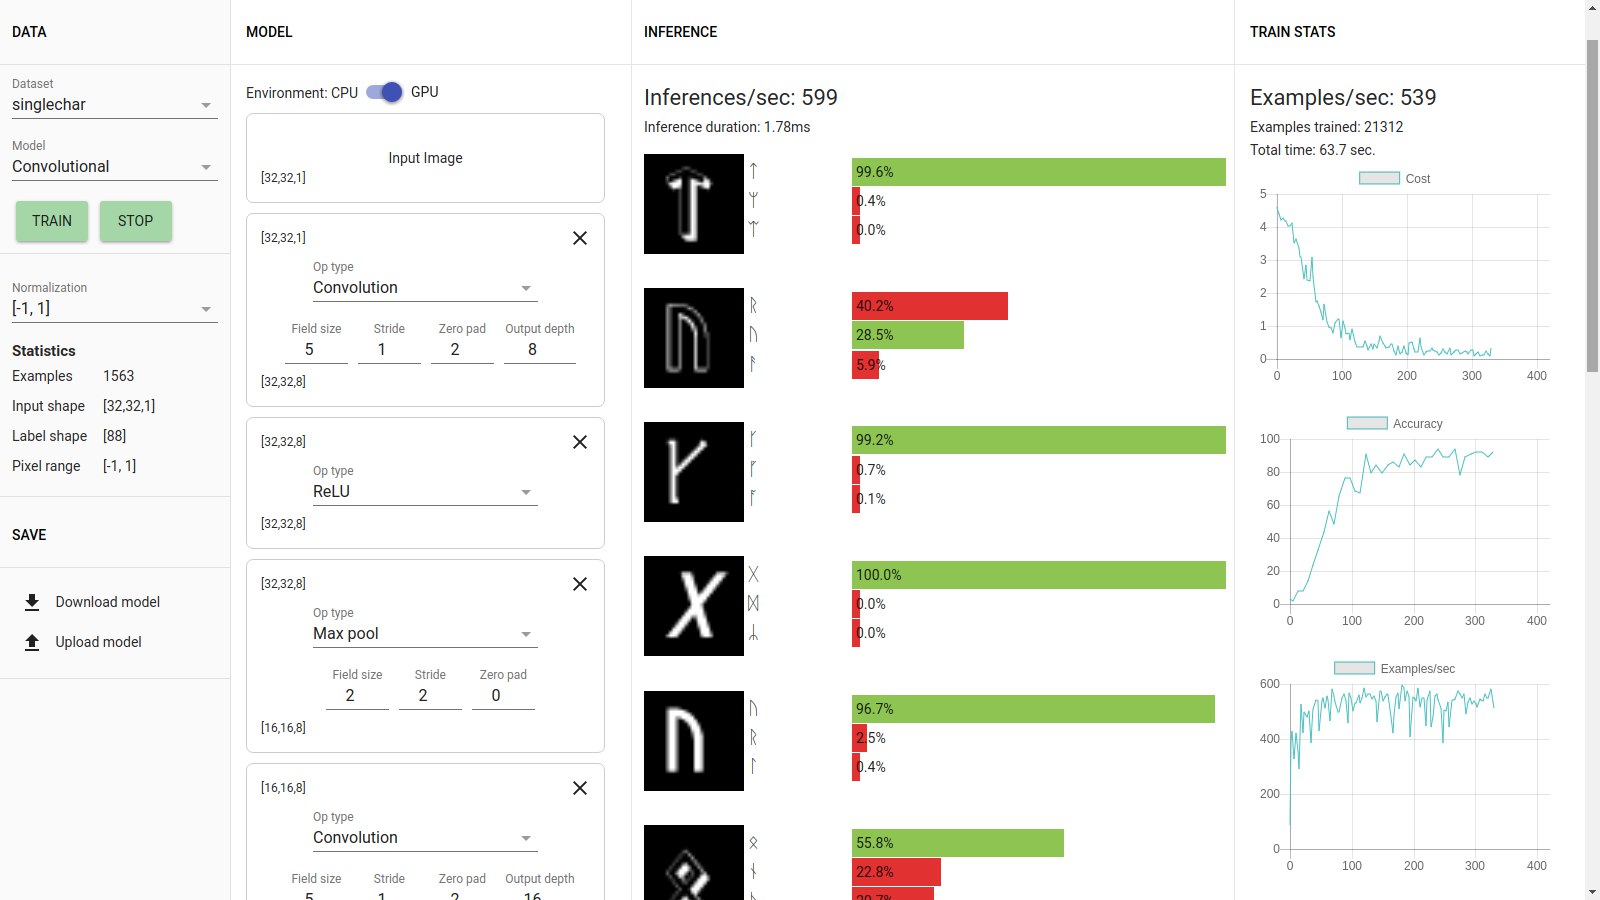 DATA
Dataset
singlechar
Model
Convolutional
TRAIN STOP
Normalization
[-1, 1]
Statistics
Examples 1563
Input shape [32,32,1]
Label shape [88]
Pixel range [-1, 1]
SAVE
Download model
Upload model
MODEL
Environment: CPU GPU
Input Image
[32,32,1]
[32,32,1]
Op type
Convolution
Field size Stride Zero pad Output depth
5 1 2 8
[32,32,8]
[32,32,8]
Op type
ReLU
[32,32,8]
[32,32,8]
Op type
Max pool
Field size Stride Zero pad
2 2 0
[16,16,8]
[16,16,8]
Op type
Convolution
Field size Stride Zero pad Output depth
5 1 2 16
INFERENCE
Inferences/sec: 599
Inference duration: 1.78ms
ᛏ 99.6%
ᛉ 0.4%
0.0%
ᚱ 40.2%
ᚢ 28.5%
5.9%
99.2%
0.7%
0.1%
100.0%
ᛞ 0.0%
ᛦ 0.0%
ᚢ 96.7%
ᚱ 2.5%
ᛚ 0.4%
ᛟ 55.8%
ᚾ 22.8%
20.7%
TRAIN STATS
Examples/sec: 539
Examples trained: 21312
Total time: 63.7 sec.
Cost
5
4
3
2
1
0
0 100 200 300 400
Accuracy
100
80
60
40
20
0
0 100 200 300 400
Examples/sec
600
400
200
0
0 100 200 300 400